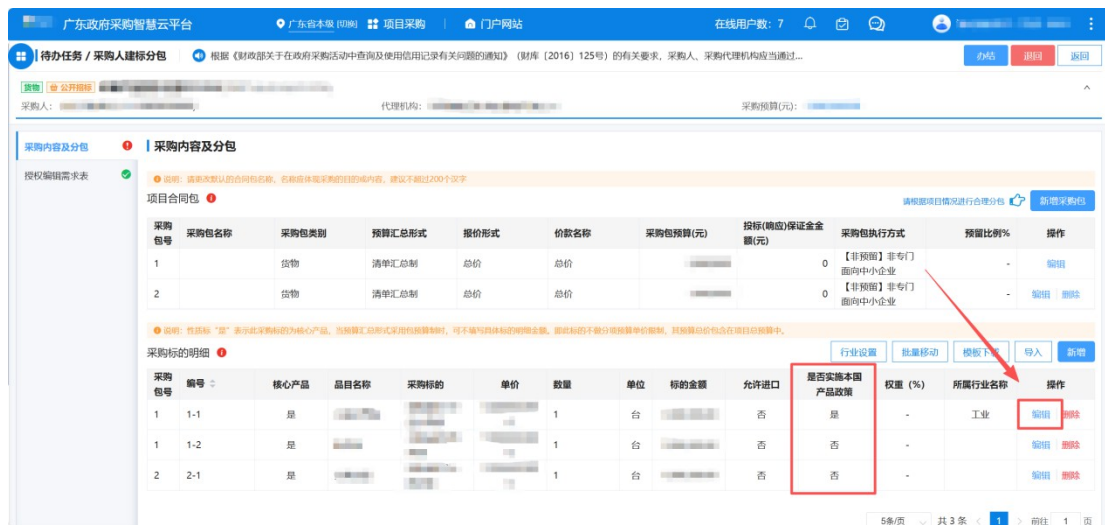 广东政府采购智慧云平台 广东省本级 [切换] 项目采购 门户网站 在线用户数：7
待办任务 / 采购人建标分包 根据《财政部关于在政府采购活动中查询及使用信用记录有关问题的通知》（财库〔2016〕125号）的有关要求，采购人、采购代理机构应当通过... 办结 退回 返回
货物 公开招标
采购人： 代理机构： 采购预算(元)：
采购内容及分包 采购内容及分包
授权编辑需求表 说明：请更改默认的合同包名称，名称应体现采购的目的或内容，建议不超过200个汉字
项目合同包 请根据项目情况进行合理分包 新增采购包
采购包号 采购包名称 采购包类别 预算汇总形式 报价形式 价款名称 采购包预算(元) 投标(响应)保证金金额(元) 采购包执行方式 预留比例% 操作
1 货物 清单汇总制 总价 总价 0 【非预留】非专门面向中小企业 - 编辑
2 货物 清单汇总制 总价 总价 0 【非预留】非专门面向中小企业 - 编辑 删除
说明：性质标“是”表示此采购标的为核心产品，当预算汇总形式采用包预算制时，可不填写具体标的明细金额，即此标的不做分项预算单价限制，其预算总价包含在项目总预算中。
采购标的明细 行业设置 批量移动 模板下载 导入 新增
采购包号 编号 核心产品 品目名称 采购标的 单价 数量 单位 标的金额 允许进口 是否实施本国产品政策 权重（%） 所属行业名称 操作
1 1-1 是 1 台 否 是 - 工业 编辑 删除
1 1-2 是 1 台 否 否 - 编辑 删除
2 2-1 是 1 台 否 否 - 编辑 删除
5条/页 共 3 条 < 1 > 前往 1 页